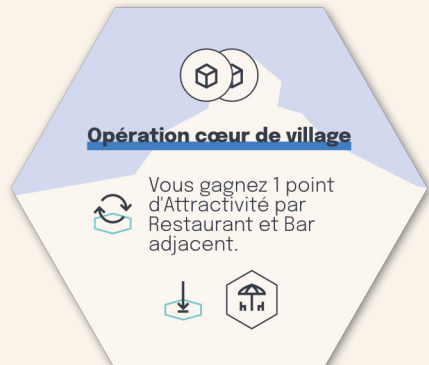 Opération cœur de village
Vous gagnez 1 point
d'Attractivité par
Restaurant et Bar
adjacent.